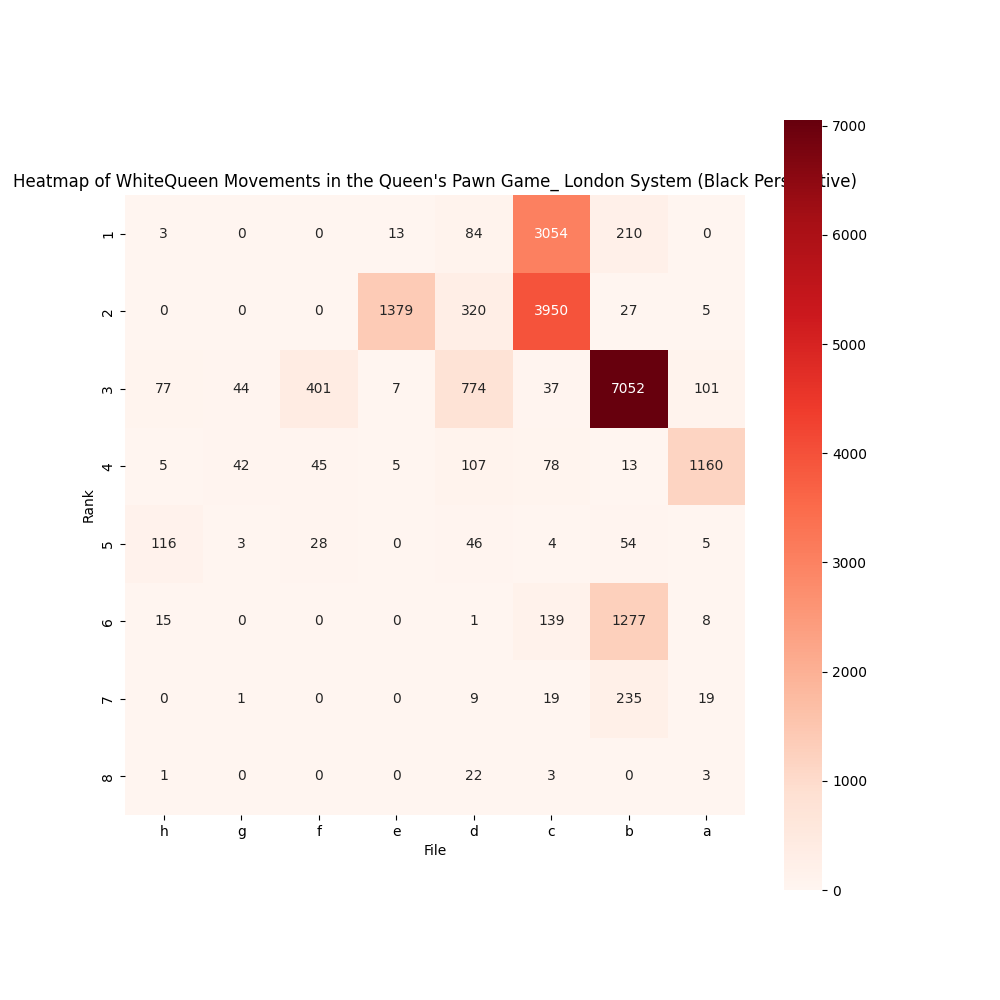 Heatmap of WhiteQueen Movements in the Queen's Pawn Game_ London System (Black Perspective)
7000
6000
5000
4000
3000
2000
1000
0
Rank
1 3 0 0 13 84 3054 210 0
2 0 0 0 1379 320 3950 27 5
3 77 44 401 7 774 37 7052 101
4 5 42 45 5 107 78 13 1160
5 116 3 28 0 46 4 54 5
6 15 0 0 0 1 139 1277 8
7 0 1 0 0 9 19 235 19
8 1 0 0 0 22 3 0 3
h g f e d c b a
File